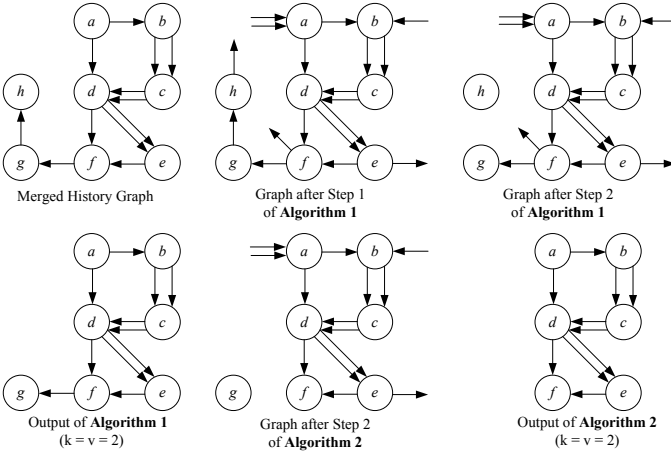 a b
h d c
g f e
Merged History Graph
a b
h d c
g f e
Graph after Step 1
of Algorithm 1
a b
h d c
g f e
Graph after Step 2
of Algorithm 1
a b
d c
g f e
Output of Algorithm 1
(k = v = 2)
a b
d c
g f e
Graph after Step 2
of Algorithm 2
a b
d c
f e
Output of Algorithm 2
(k = v = 2)